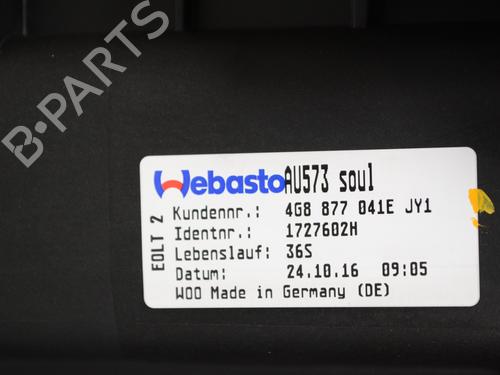 B-PARTS
Webasto AU573 soul
EOLT 2
Kundennr.: 4G8 877 041E JY1
Identnr.: 1727602H
Lebenslauf: 36S
Datum: 24.10.16 09:05
WOO Made in Germany (DE)